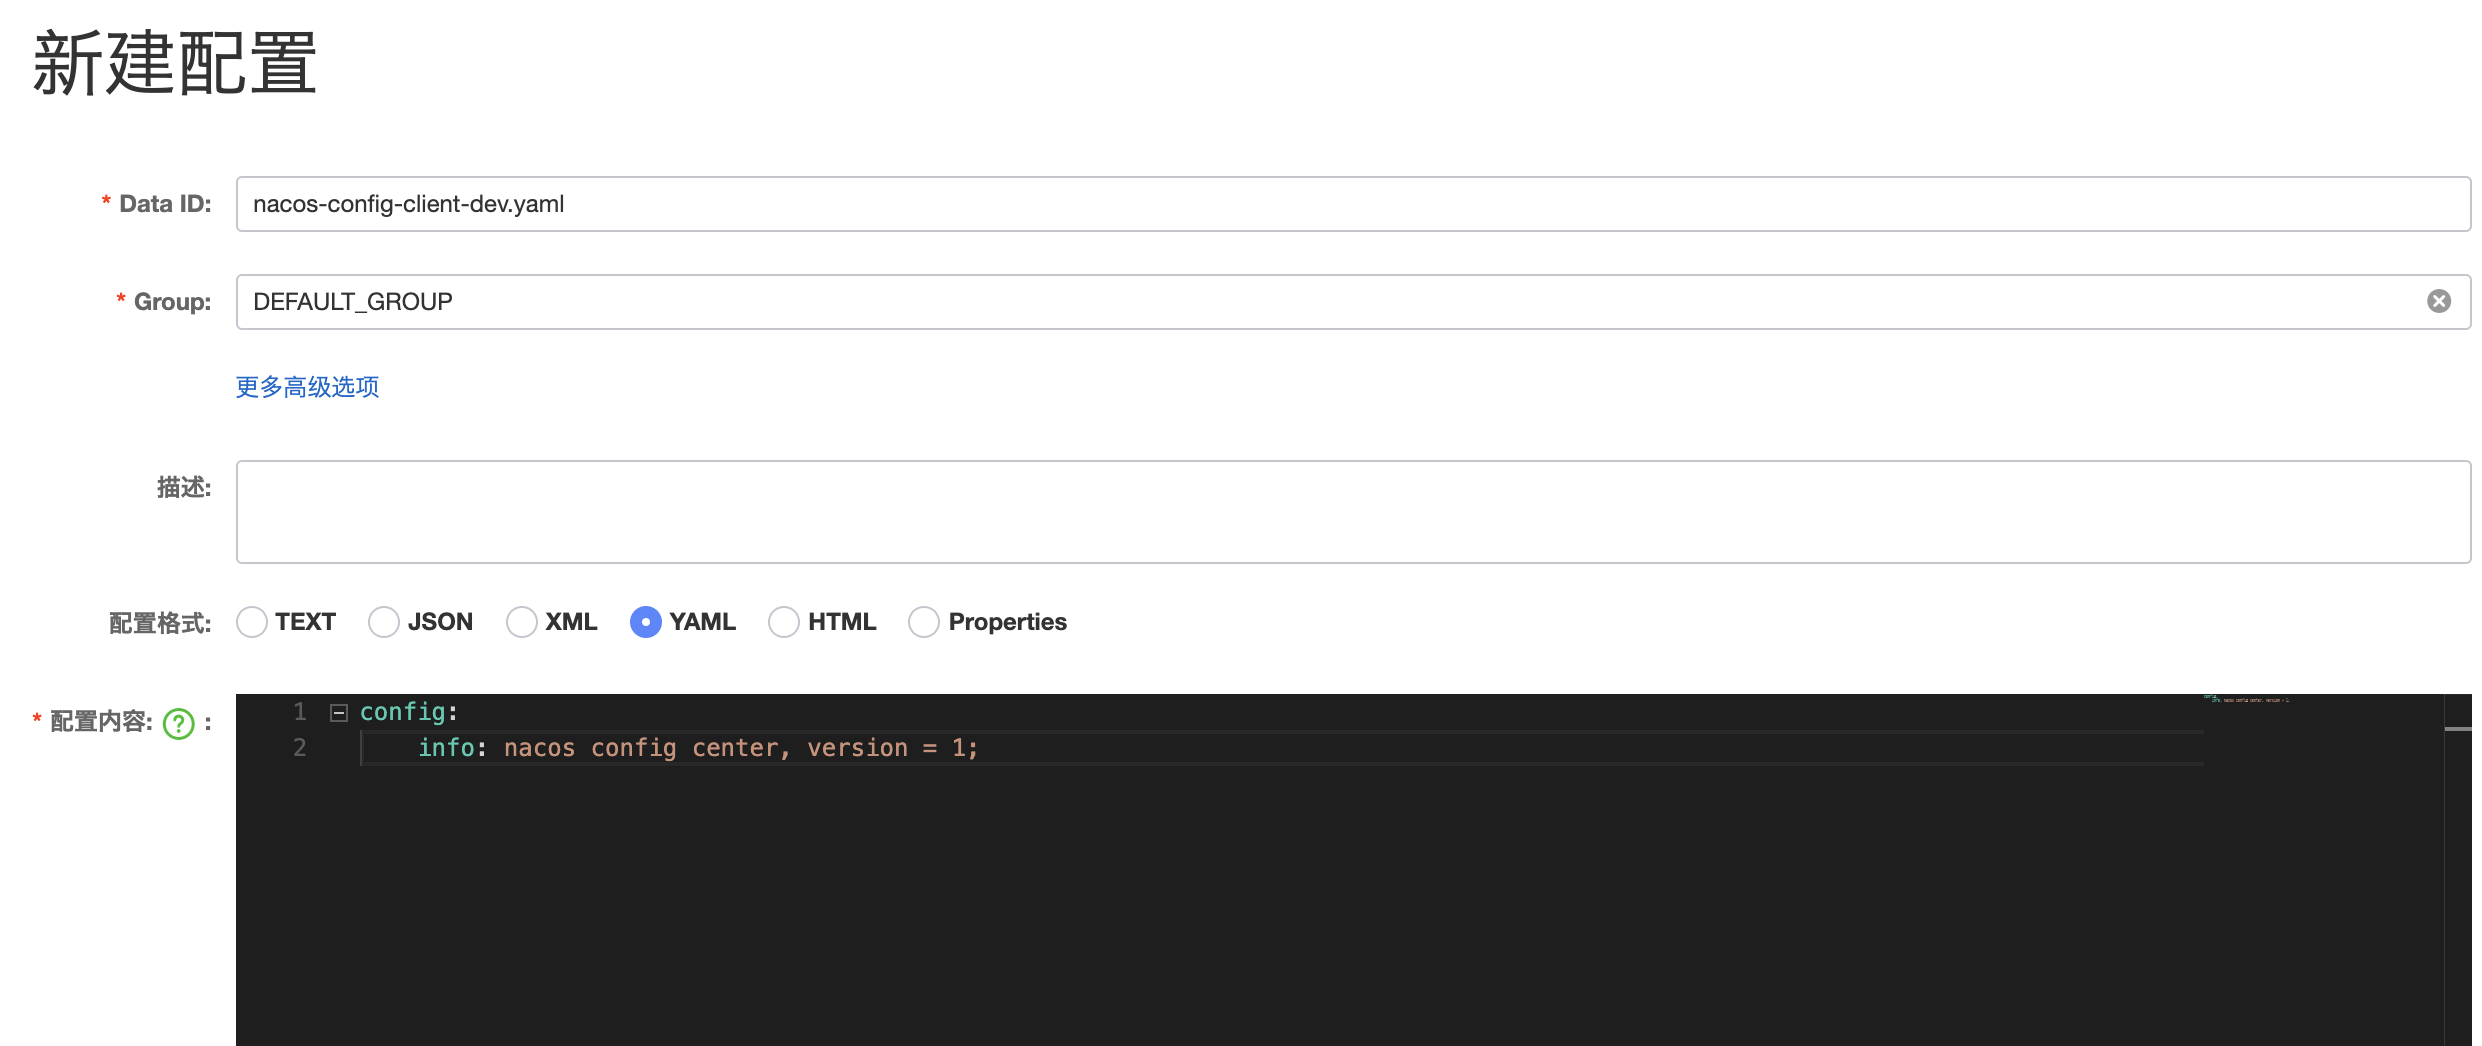 新建配置
* Data ID: nacos-config-client-dev.yaml
* Group: DEFAULT_GROUP
更多高级选项
描述:
配置格式: TEXT JSON XML YAML HTML Properties
* 配置内容: ? :
1 config:
2 info: nacos config center, version = 1;